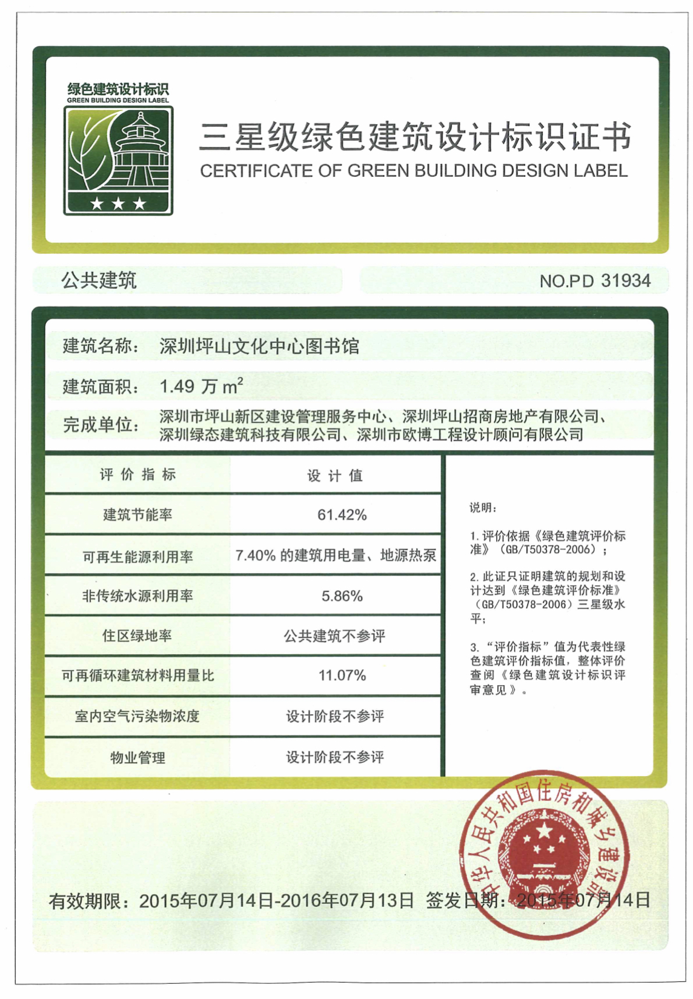 绿色建筑设计标识
GREEN BUILDING DESIGN LABEL
三星级绿色建筑设计标识证书
CERTIFICATE OF GREEN BUILDING DESIGN LABEL
公共建筑
NO.PD 31934
建筑名称： 深圳坪山文化中心图书馆
建筑面积： 1.49 万 m²
完成单位： 深圳市坪山新区建设管理服务中心、深圳坪山招商房地产有限公司、
深圳绿态建筑科技有限公司、深圳市欧博工程设计顾问有限公司
评价指标 设计值
建筑节能率 61.42%
可再生能源利用率 7.40% 的建筑用电量、地源热泵
非传统水源利用率 5.86%
住区绿地率 公共建筑不参评
可再循环建筑材料用量比 11.07%
室内空气污染物浓度 设计阶段不参评
物业管理 设计阶段不参评
说明：
1. 评价依据《绿色建筑评价标
准》（GB/T50378-2006）；
2. 此证只证明建筑的规划和设
计达到《绿色建筑评价标准》
（GB/T50378-2006）三星级水
平；
3. “评价指标”值为代表性绿
色建筑评价指标值，整体评价
查阅《绿色建筑设计标识评
审意见》。
中华人民共和国住房和城乡建设部
有效期限：2015年07月14日-2016年07月13日 签发日期：2015年07月14日